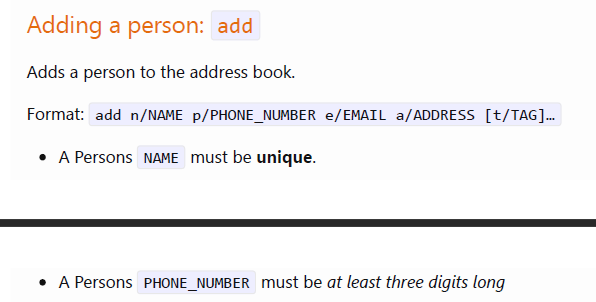 Adding a person: add
Adds a person to the address book.
Format: add n/NAME p/PHONE_NUMBER e/EMAIL a/ADDRESS [t/TAG]…
• A Persons NAME must be unique.
• A Persons PHONE_NUMBER must be at least three digits long